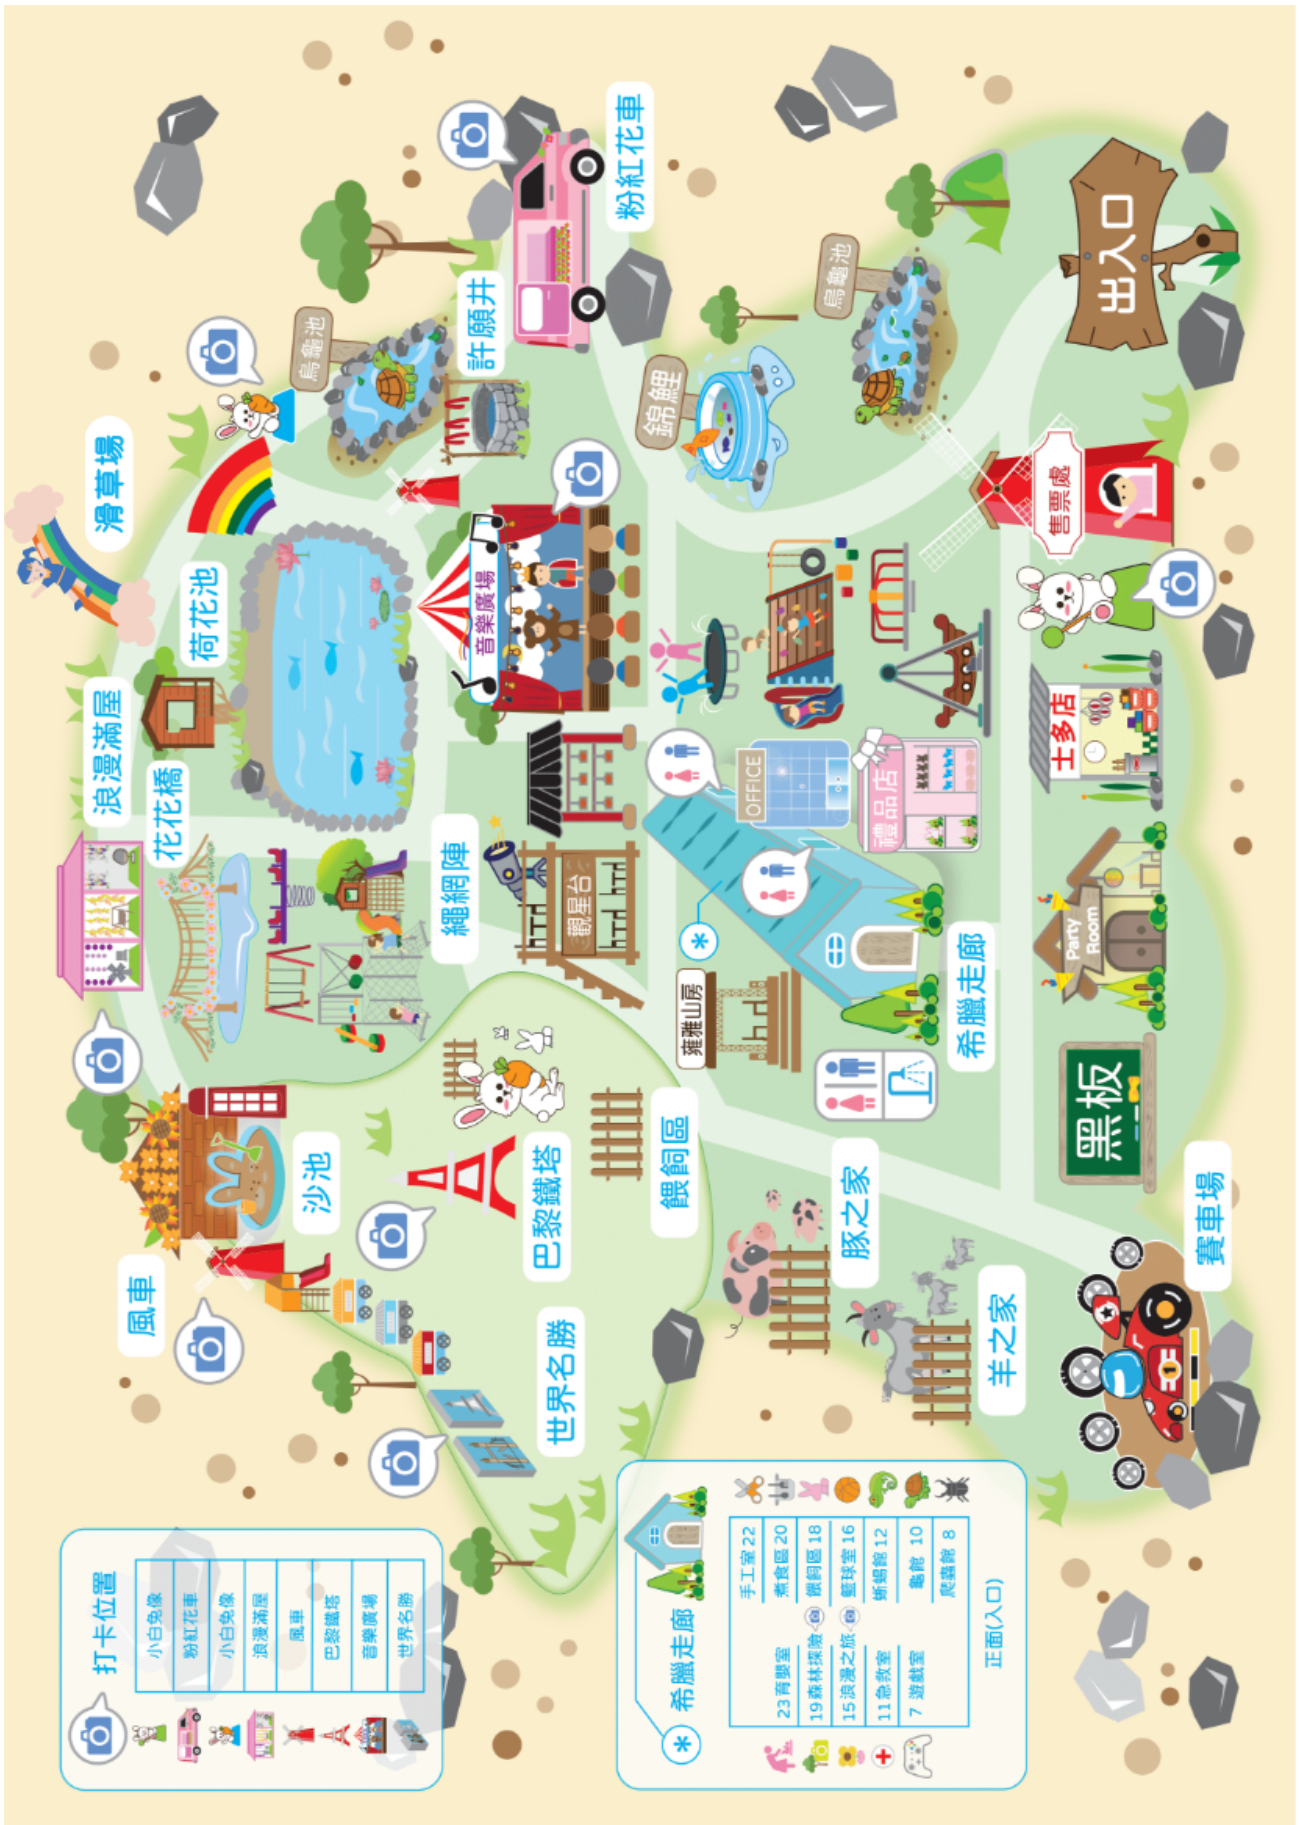 滑草場
浪漫滿屋
荷花池
花花橋
風車
沙池
烏龜池
許願井
粉紅花車
音樂廣場
繩網陣
觀星台
巴黎鐵塔
世界名勝
餵飼區
錦鯉
烏龜池
OFFICE
禮品店
*
雍雅山房
希臘走廊
豚之家
羊之家
出入口
售票處
士多店
Party
Room
黑板
賽車場
打卡位置
小白兔像
粉紅花車
小白兔像
浪漫滿屋
風車
巴黎鐵塔
音樂廣場
世界名勝
* 希臘走廊
手工室 22
23 育嬰室 煮食區 20
19 森林探險 餵飼區 18
15 浪漫之旅 籃球室 16
11 急救室 蜥蜴館 12
7 遊戲室 龜館 10
爬蟲館 8
正面(入口)
1